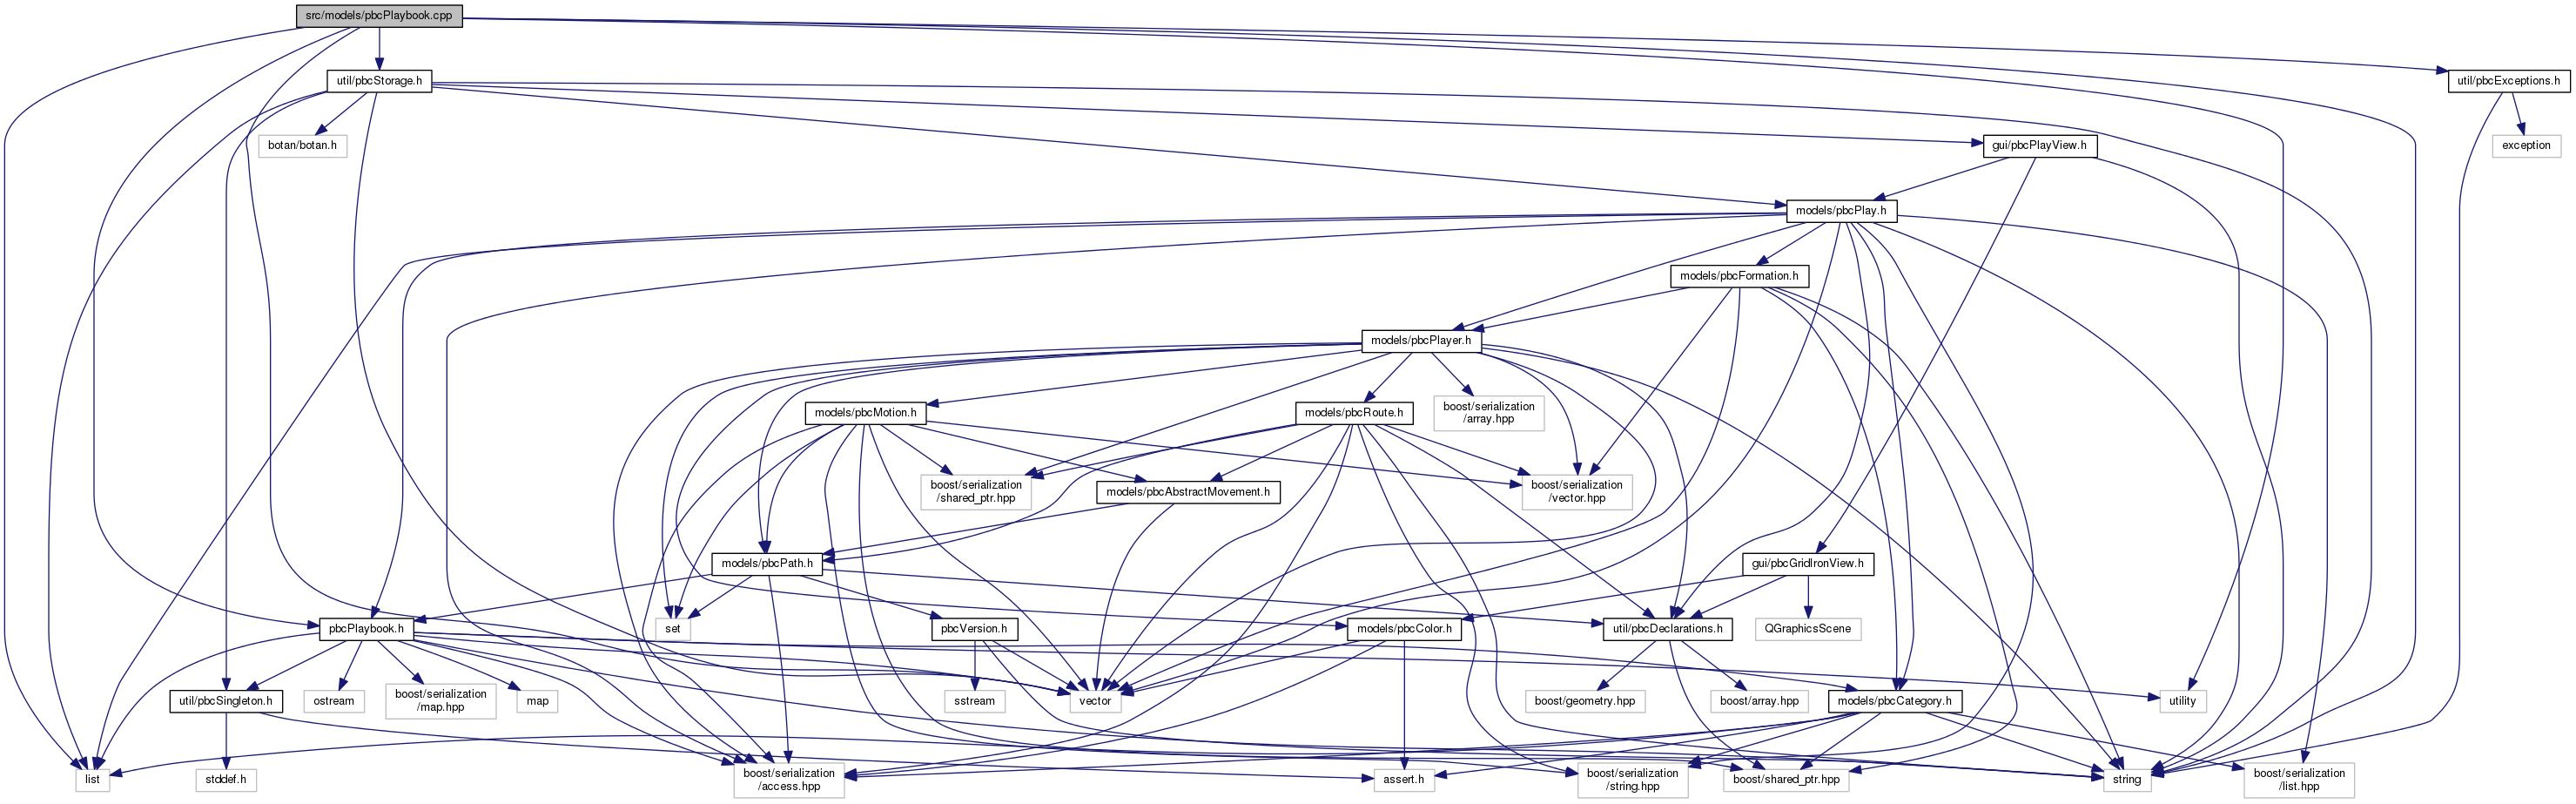 src/models/pbcPlaybook.cpp
util/pbcStorage.h
util/pbcExceptions.h
botan/botan.h
gui/pbcPlayView.h
exception
models/pbcPlay.h
models/pbcFormation.h
models/pbcPlayer.h
models/pbcMotion.h
models/pbcRoute.h
boost/serialization
/array.hpp
boost/serialization
/shared_ptr.hpp
models/pbcAbstractMovement.h
boost/serialization
/vector.hpp
models/pbcPath.h
gui/pbcGridIronView.h
pbcPlaybook.h
set
pbcVersion.h
models/pbcColor.h
util/pbcDeclarations.h
QGraphicsScene
util/pbcSingleton.h
ostream
boost/serialization
/map.hpp
map
sstream
vector
boost/geometry.hpp
boost/array.hpp
models/pbcCategory.h
utility
list
stddef.h
boost/serialization
/access.hpp
assert.h
boost/serialization
/string.hpp
boost/shared_ptr.hpp
string
boost/serialization
/list.hpp